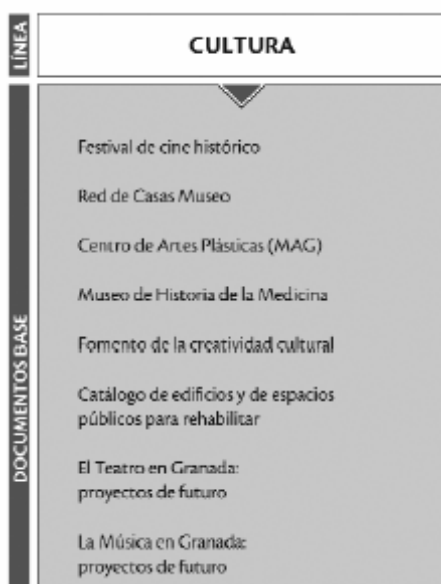 LÍNEA
CULTURA
DOCUMENTOS BASE
Festival de cine histórico
Red de Casas Museo
Centro de Artes Plásticas (MAG)
Museo de Historia de la Medicina
Fomento de la creatividad cultural
Catálogo de edificios y de espacios
públicos para rehabilitar
El Teatro en Granada:
proyectos de futuro
La Música en Granada:
proyectos de futuro